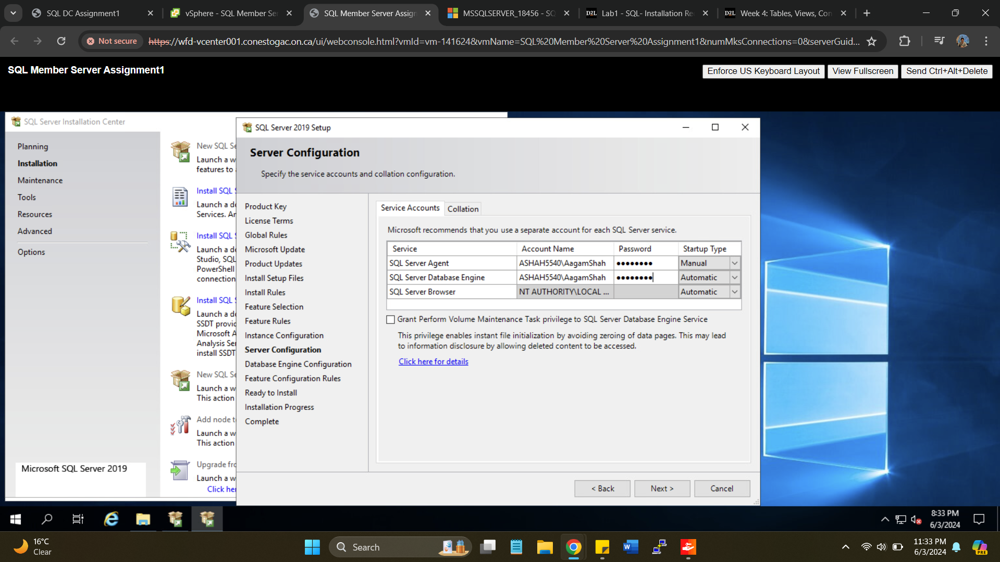 SQL DC Assignment1
vSphere - SQL Member Se
SQL Member Server Assign
MSSQLSERVER_18456 - SQ
D2L
Lab1 - SQL- Installation Re
D2L
Week 4: Tables, Views, Con
Not secure
https://wfd-vcenter001.conestogac.on.ca/ui/webconsole.html?vmId=vm-141624&vmName=SQL%20Member%20Server%20Assignment1&numMksConnections=0&serverGuid...
SQL Member Server Assignment1
Enforce US Keyboard Layout
View Fullscreen
Send Ctrl+Alt+Delete
SQL Server Installation Center
Planning
Installation
Maintenance
Tools
Resources
Advanced
Options
Microsoft SQL Server 2019
New SQL Se
Launch a w
features to
Install SQL
Launch a de
Services. An
Install SQL
Launch a d
Studio, SQL
PowerShell
connection
Install SQL
Launch a de
SSDT provid
Microsoft A
Analysis Ser
install SSDT
New SQL Se
Launch a w
This action
Add node t
Launch a w
This action
Upgrade fro
Launch a w
Click her
SQL Server 2019 Setup
Server Configuration
Specify the service accounts and collation configuration.
Product Key
License Terms
Global Rules
Microsoft Update
Product Updates
Install Setup Files
Install Rules
Feature Selection
Feature Rules
Instance Configuration
Server Configuration
Database Engine Configuration
Feature Configuration Rules
Ready to Install
Installation Progress
Complete
Service Accounts
Collation
Microsoft recommends that you use a separate account for each SQL Server service.
Service Account Name Password Startup Type
SQL Server Agent ASHAH5540\AagamShah ●●●●●●●● Manual
SQL Server Database Engine ASHAH5540\AagamShah ●●●●●●●● Automatic
SQL Server Browser NT AUTHORITY\LOCAL ... Automatic
Grant Perform Volume Maintenance Task privilege to SQL Server Database Engine Service
This privilege enables instant file initialization by avoiding zeroing of data pages. This may lead
to information disclosure by allowing deleted content to be accessed.
Click here for details
< Back
Next >
Cancel
8:33 PM
6/3/2024
16°C
Clear
Search
11:33 PM
6/3/2024
PRE